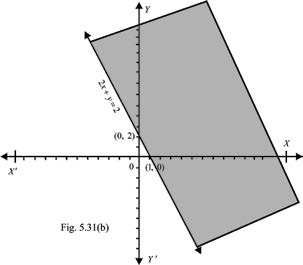 Y
2x + y = 2
(0, 2)
X
X'
0
(1, 0)
Fig. 5.31(b)
Y'